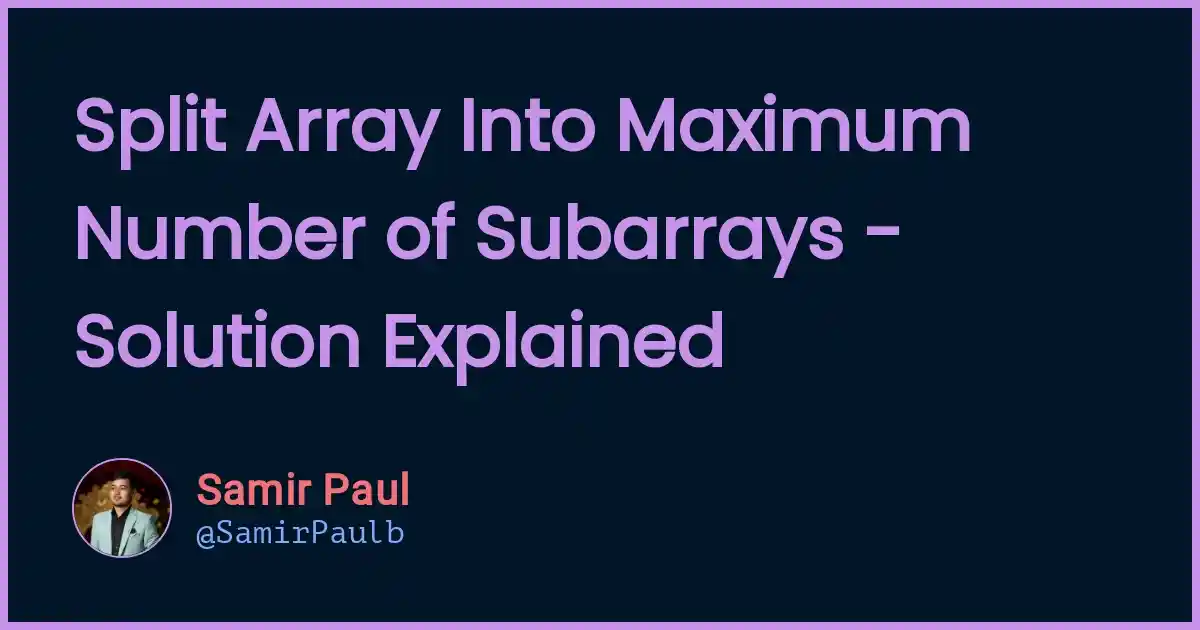 Split Array Into Maximum
Number of Subarrays -
Solution Explained
Samir Paul
@SamirPaulb